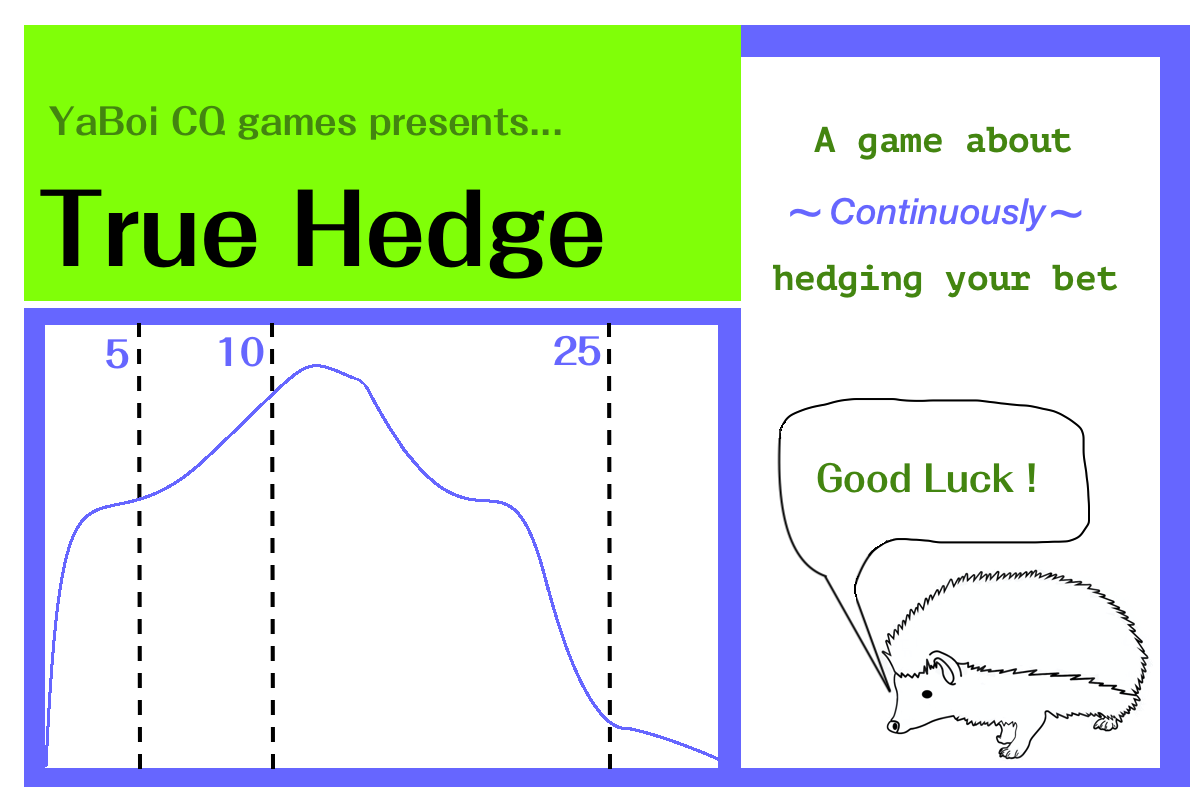 YaBoi CQ games presents...
True Hedge
5 10 25
A game about
~Continuously~
hedging your bet
Good Luck !